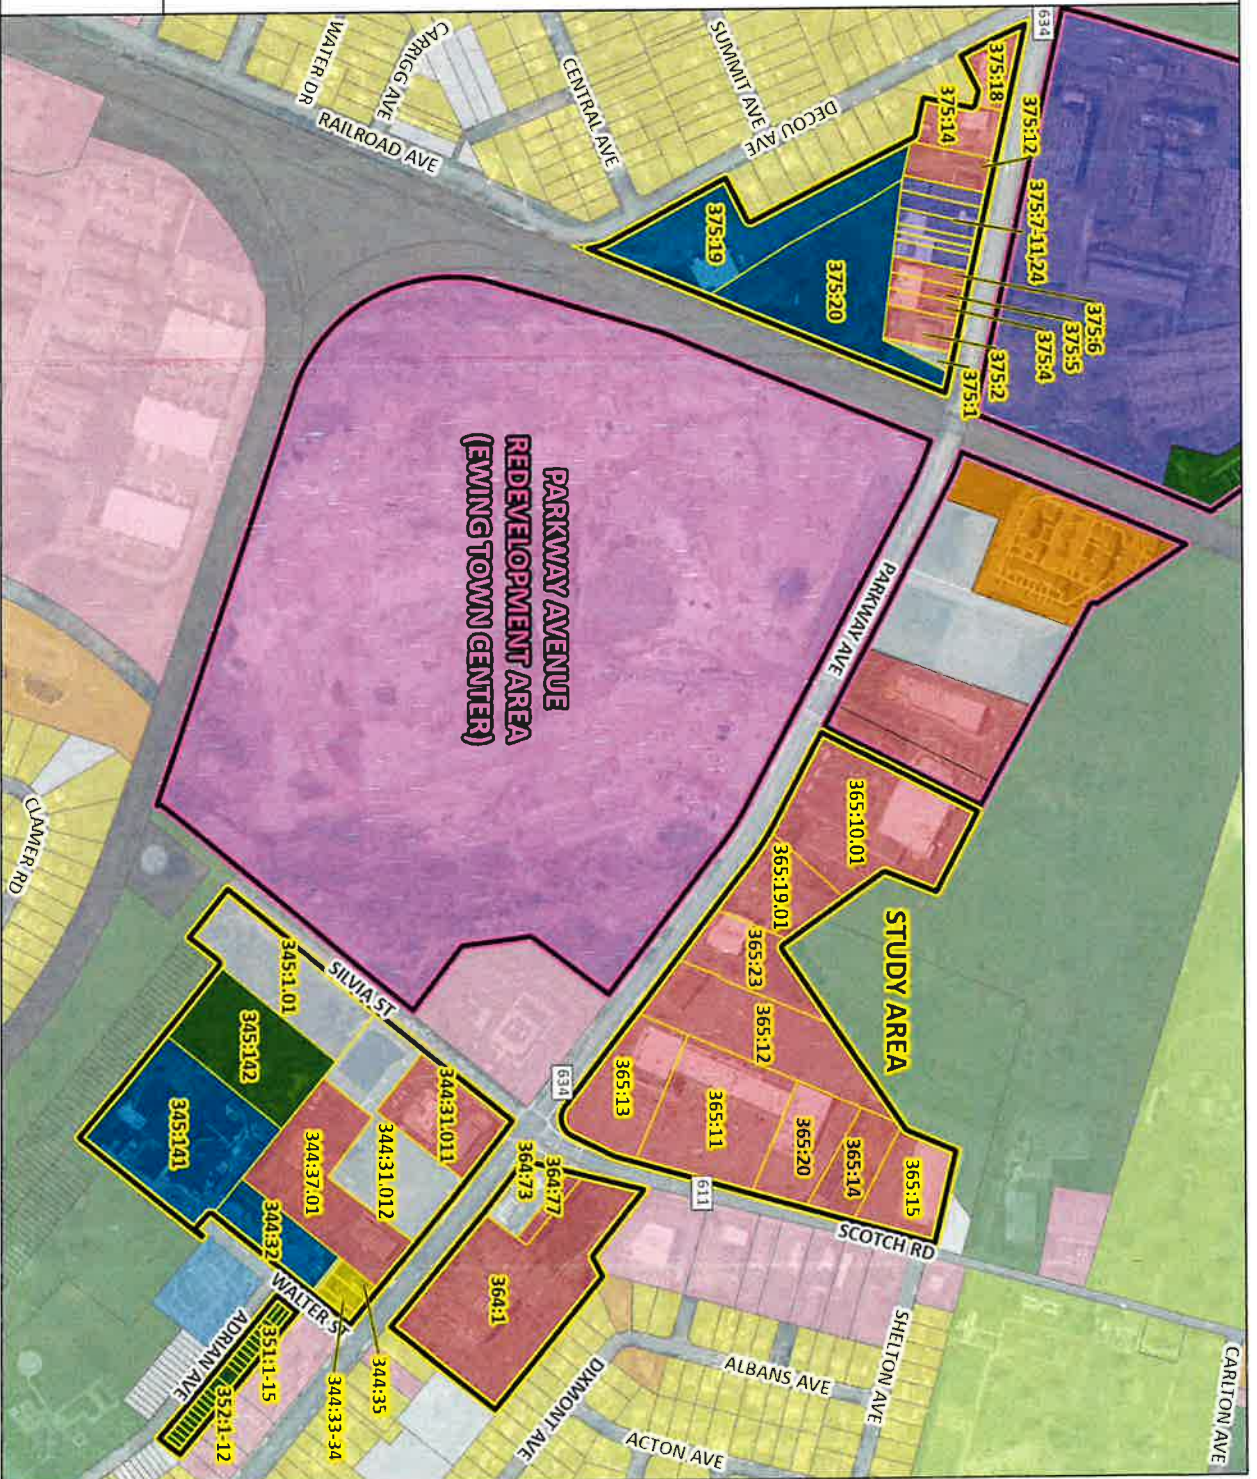 634
375:18
375:14
375:12
375:7-11,24
375:6
375:5
375:4
375:2
375:1
375:19
375:20
WATER DR
CARRIGG AVE
RAILROAD AVE
CENTRAL AVE
SUMMIT AVE
DECOU AVE
PARKWAY AVENUE
REDEVELOPMENT AREA
(EWING TOWN CENTER)
PARKWAY AVE
STUDY AREA
365:10.01
365:19.01
365:23
365:12
365:13
365:11
365:20
365:14
365:15
634
611
SCOTCH RD
CLAMER RD
SILVIA ST
345:1.01
345:142
345:141
344:31.011
344:31.012
344:37.01
344:32
364:77
364:73
364:1
WALTER ST
ADRIAN AVE
351:1-15
352:1-12
344:33-34
344:35
DIXMONT AVE
ALBANS AVE
ACTON AVE
SHELTON AVE
CARLTON AVE